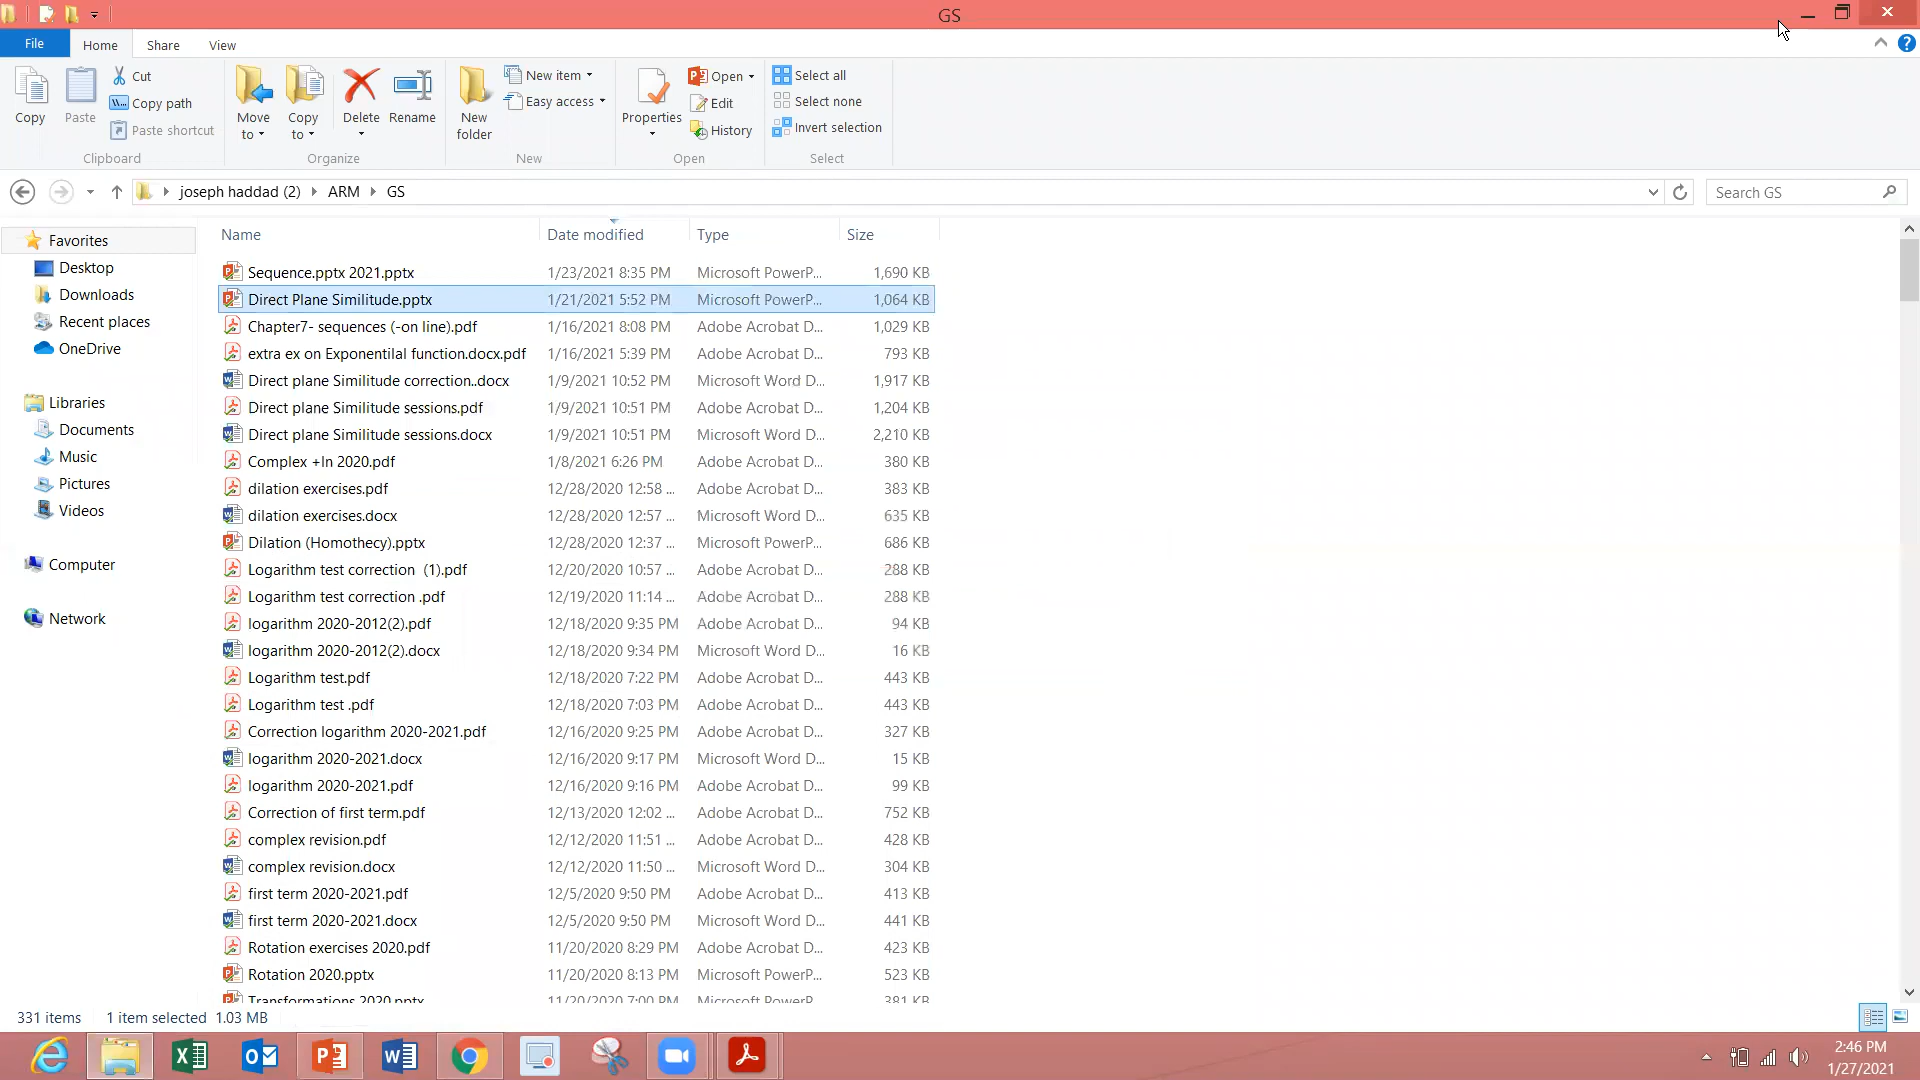 GS
File Home Share View
Copy
Paste
Cut
Copy path
Paste shortcut
Clipboard
Move to
Copy to
Delete
Rename
Organize
New folder
New item
Easy access
New
Properties
Open
Edit
History
Open
Select all
Select none
Invert selection
Select
joseph haddad (2) ARM GS
Search GS
Favorites
Desktop
Downloads
Recent places
OneDrive
Libraries
Documents
Music
Pictures
Videos
Computer
Network
Name Date modified Type Size
Sequence.pptx 2021.pptx 1/23/2021 8:35 PM Microsoft PowerP... 1,690 KB
Direct Plane Similitude.pptx 1/21/2021 5:52 PM Microsoft PowerP... 1,064 KB
Chapter7- sequences (-on line).pdf 1/16/2021 8:08 PM Adobe Acrobat D... 1,029 KB
extra ex on Exponentilal function.docx.pdf 1/16/2021 5:39 PM Adobe Acrobat D... 793 KB
Direct plane Similitude correction..docx 1/9/2021 10:52 PM Microsoft Word D... 1,917 KB
Direct plane Similitude sessions.pdf 1/9/2021 10:51 PM Adobe Acrobat D... 1,204 KB
Direct plane Similitude sessions.docx 1/9/2021 10:51 PM Microsoft Word D... 2,210 KB
Complex +ln 2020.pdf 1/8/2021 6:26 PM Adobe Acrobat D... 380 KB
dilation exercises.pdf 12/28/2020 12:58 ... Adobe Acrobat D... 383 KB
dilation exercises.docx 12/28/2020 12:57 ... Microsoft Word D... 635 KB
Dilation (Homothecy).pptx 12/28/2020 12:37 ... Microsoft PowerP... 686 KB
Logarithm test correction (1).pdf 12/20/2020 10:57 ... Adobe Acrobat D... 288 KB
Logarithm test correction .pdf 12/19/2020 11:14 ... Adobe Acrobat D... 288 KB
logarithm 2020-2012(2).pdf 12/18/2020 9:35 PM Adobe Acrobat D... 94 KB
logarithm 2020-2012(2).docx 12/18/2020 9:34 PM Microsoft Word D... 16 KB
Logarithm test.pdf 12/18/2020 7:22 PM Adobe Acrobat D... 443 KB
Logarithm test .pdf 12/18/2020 7:03 PM Adobe Acrobat D... 443 KB
Correction logarithm 2020-2021.pdf 12/16/2020 9:25 PM Adobe Acrobat D... 327 KB
logarithm 2020-2021.docx 12/16/2020 9:17 PM Microsoft Word D... 15 KB
logarithm 2020-2021.pdf 12/16/2020 9:16 PM Adobe Acrobat D... 99 KB
Correction of first term.pdf 12/13/2020 12:02 ... Adobe Acrobat D... 752 KB
complex revision.pdf 12/12/2020 11:51 ... Adobe Acrobat D... 428 KB
complex revision.docx 12/12/2020 11:50 ... Microsoft Word D... 304 KB
first term 2020-2021.pdf 12/5/2020 9:50 PM Adobe Acrobat D... 413 KB
first term 2020-2021.docx 12/5/2020 9:50 PM Microsoft Word D... 441 KB
Rotation exercises 2020.pdf 11/20/2020 8:29 PM Adobe Acrobat D... 423 KB
Rotation 2020.pptx 11/20/2020 8:13 PM Microsoft PowerP... 523 KB
Transformations 2020.pptx 11/20/2020 7:00 PM Microsoft PowerP... 381 KB
331 items 1 item selected 1.03 MB
2:46 PM
1/27/2021